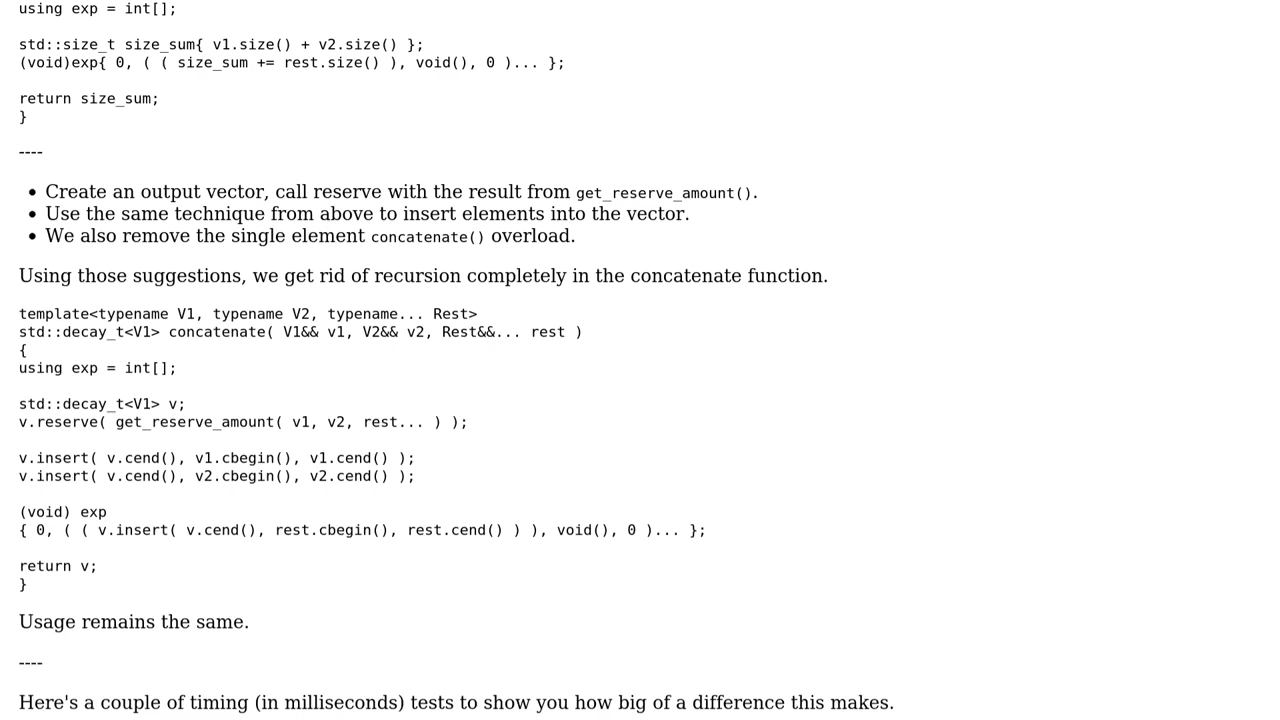 using exp = int[];
std::size_t size_sum{ v1.size() + v2.size() };
(void)exp{ 0, ( ( size_sum += rest.size() ), void(), 0 )... };
return size_sum;
}
----
• Create an output vector, call reserve with the result from get_reserve_amount().
• Use the same technique from above to insert elements into the vector.
• We also remove the single element concatenate() overload.
Using those suggestions, we get rid of recursion completely in the concatenate function.
template<typename V1, typename V2, typename... Rest>
std::decay_t<V1> concatenate( V1&& v1, V2&& v2, Rest&&... rest )
{
using exp = int[];
std::decay_t<V1> v;
v.reserve( get_reserve_amount( v1, v2, rest... ) );
v.insert( v.cend(), v1.cbegin(), v1.cend() );
v.insert( v.cend(), v2.cbegin(), v2.cend() );
(void) exp
{ 0, ( ( v.insert( v.cend(), rest.cbegin(), rest.cend() ) ), void(), 0 )... };
return v;
}
Usage remains the same.
----
Here's a couple of timing (in milliseconds) tests to show you how big of a difference this makes.